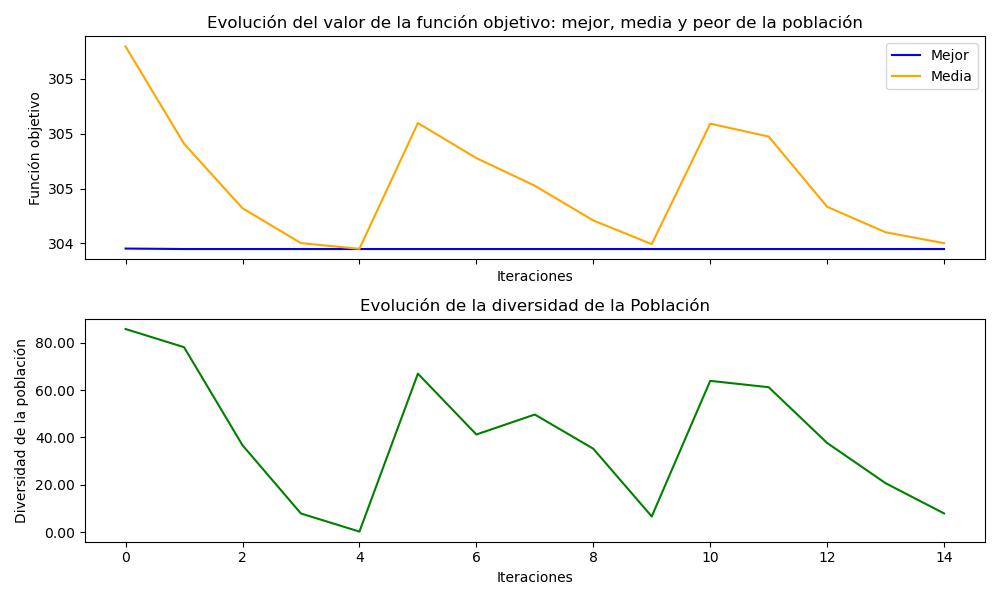 Evolución del valor de la función objetivo: mejor, media y peor de la población
Mejor
Media
Función objetivo
305
305
305
304
Iteraciones
Evolución de la diversidad de la Población
Diversidad de la población
80.00
60.00
40.00
20.00
0.00
0 2 4 6 8 10 12 14
Iteraciones